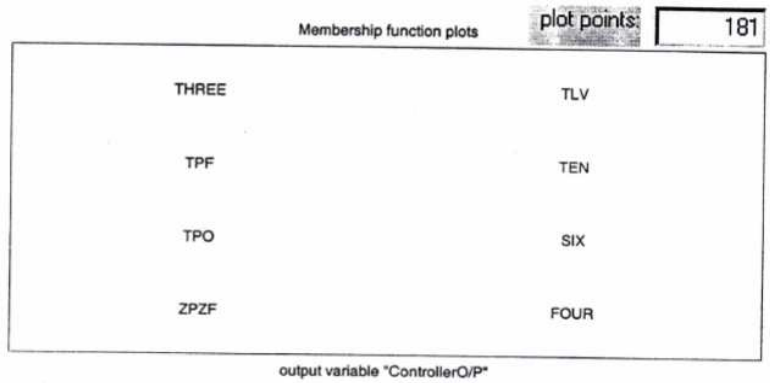 Membership function plots plot points: 181
THREE TLV
TPF TEN
TPO SIX
ZPZF FOUR
output variable "ControllerO/P"